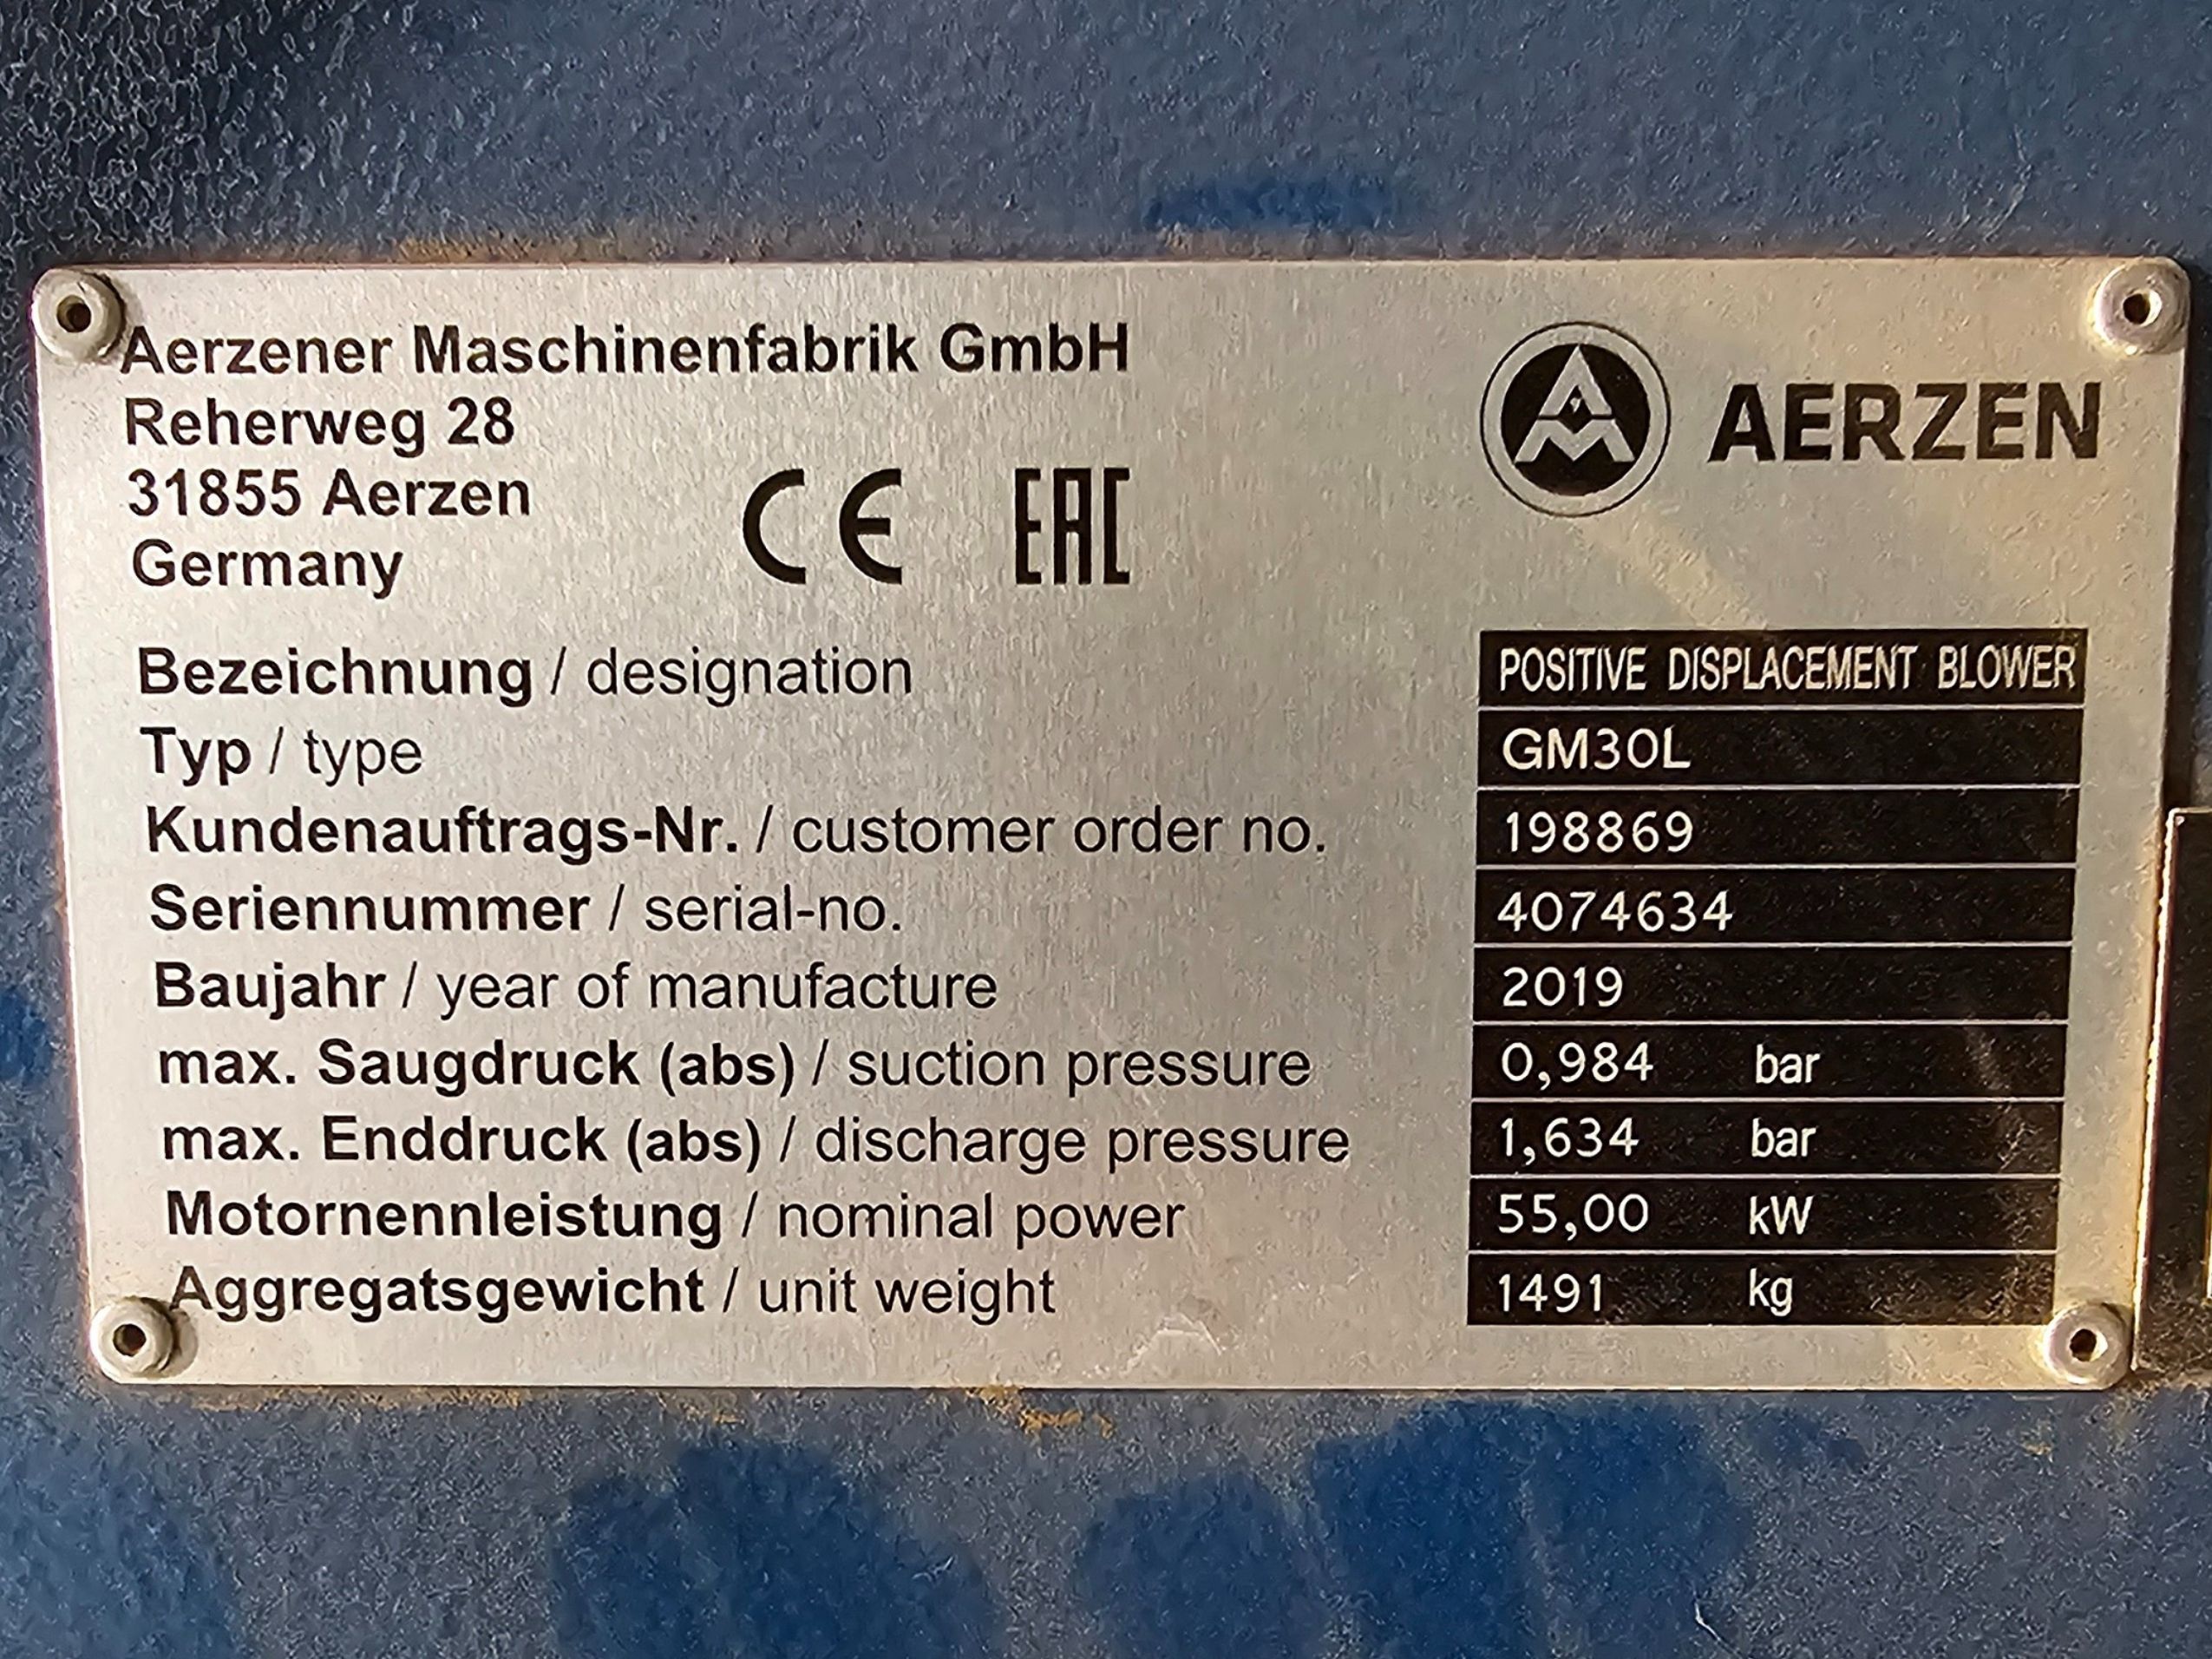 Aerzener Maschinenfabrik GmbH
Reherweg 28
31855 Aerzen
Germany
CE EAC
AERZEN
Bezeichnung / designation POSITIVE DISPLACEMENT BLOWER
Typ / type GM30L
Kundenauftrags-Nr. / customer order no. 198869
Seriennummer / serial-no. 4074634
Baujahr / year of manufacture 2019
max. Saugdruck (abs) / suction pressure 0,984 bar
max. Enddruck (abs) / discharge pressure 1,634 bar
Motornennleistung / nominal power 55,00 kW
Aggregatsgewicht / unit weight 1491 kg